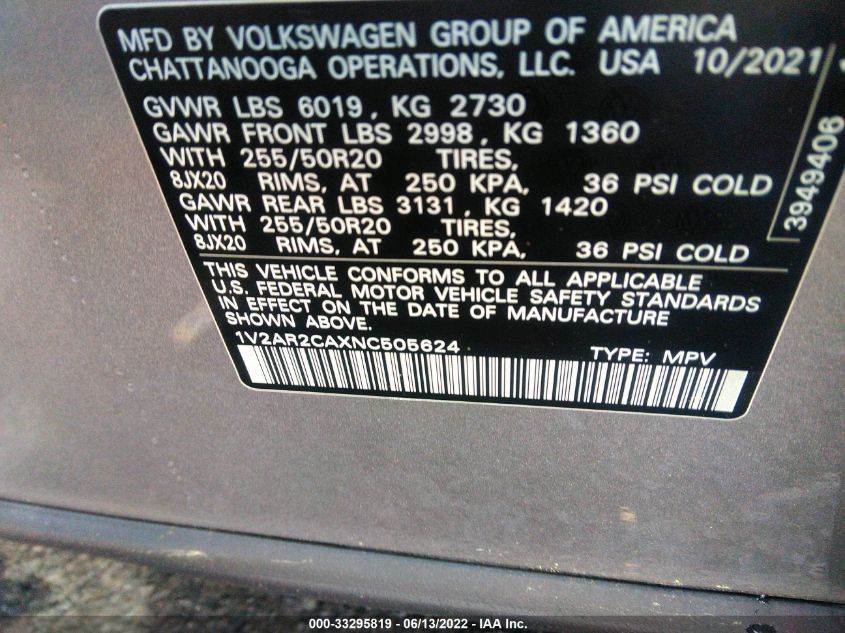 MFD BY VOLKSWAGEN GROUP OF AMERICA
CHATTANOOGA OPERATIONS, LLC. USA 10/2021
GVWR LBS 6019, KG 2730
GAWR FRONT LBS 2998, KG 1360
WITH 255/50R20 TIRES,
8JX20 RIMS, AT 250 KPA, 36 PSI COLD
GAWR REAR LBS 3131, KG 1420
WITH 255/50R20 TIRES,
8JX20 RIMS, AT 250 KPA, 36 PSI COLD
3949406
THIS VEHICLE CONFORMS TO ALL APPLICABLE
U.S. FEDERAL MOTOR VEHICLE SAFETY STANDARDS
IN EFFECT ON THE DATE OF MANUFACTURE
SHOWN ABOVE.
1V2AR2CAXNC505624 TYPE: MPV
000-33295819 - 06/13/2022 - IAA Inc.